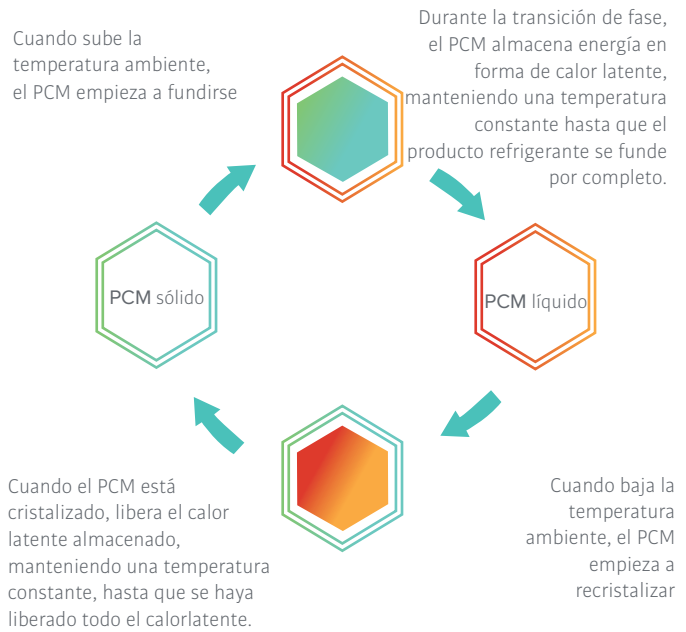 Cuando sube la
temperatura ambiente,
el PCM empieza a fundirse
Durante la transición de fase,
el PCM almacena energía en
forma de calor latente,
manteniendo una temperatura
constante hasta que el
producto refrigerante se funde
por completo.
PCM sólido
PCM líquido
Cuando el PCM está
cristalizado, libera el calor
latente almacenado,
manteniendo una temperatura
constante, hasta que se haya
liberado todo el calorlatente.
Cuando baja la
temperatura
ambiente, el PCM
empieza a
recristalizar